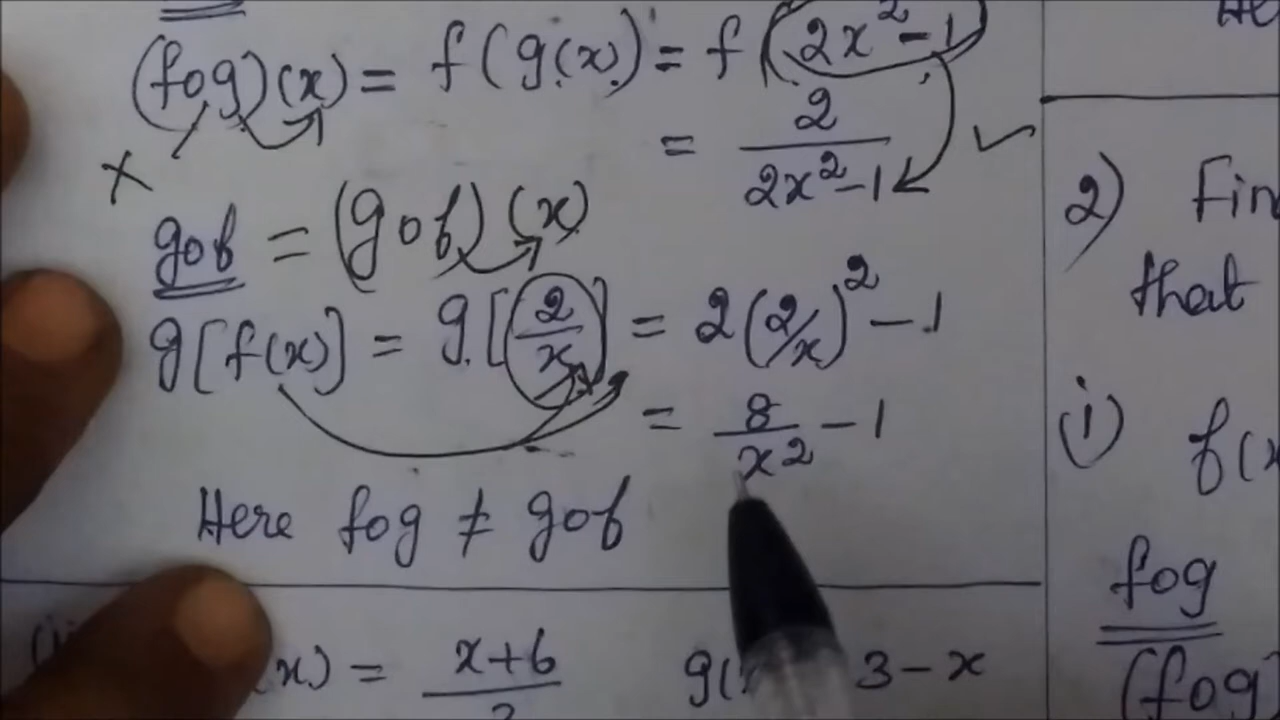 (fog)(x) = f(g(x)) = f(2x² - 1)
= 2/(2x² - 1) ✓
×
gof = (gof)(x)
g[f(x)] = g[2/x] = 2(2/x)² - 1
= 8/x² - 1
Here fog ≠ gof
(x) = x+6 g( 3 - x
2) Fin
that
(i) f(x
fog
(fog)